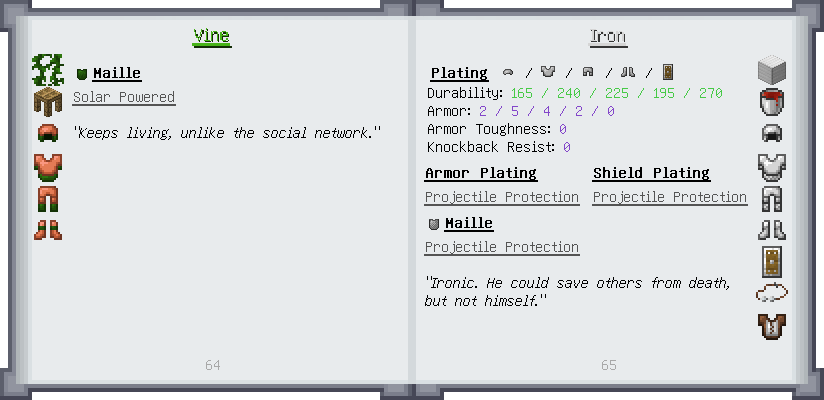 Vine
Maille
Solar Powered
"Keeps living, unlike the social network."
64
Iron
Plating / / / /
Durability: 165 / 240 / 225 / 195 / 270
Armor: 2 / 5 / 4 / 2 / 0
Armor Toughness: 0
Knockback Resist: 0
Armor Plating Shield Plating
Projectile Protection Projectile Protection
Maille
Projectile Protection
"Ironic. He could save others from death,
but not himself."
65